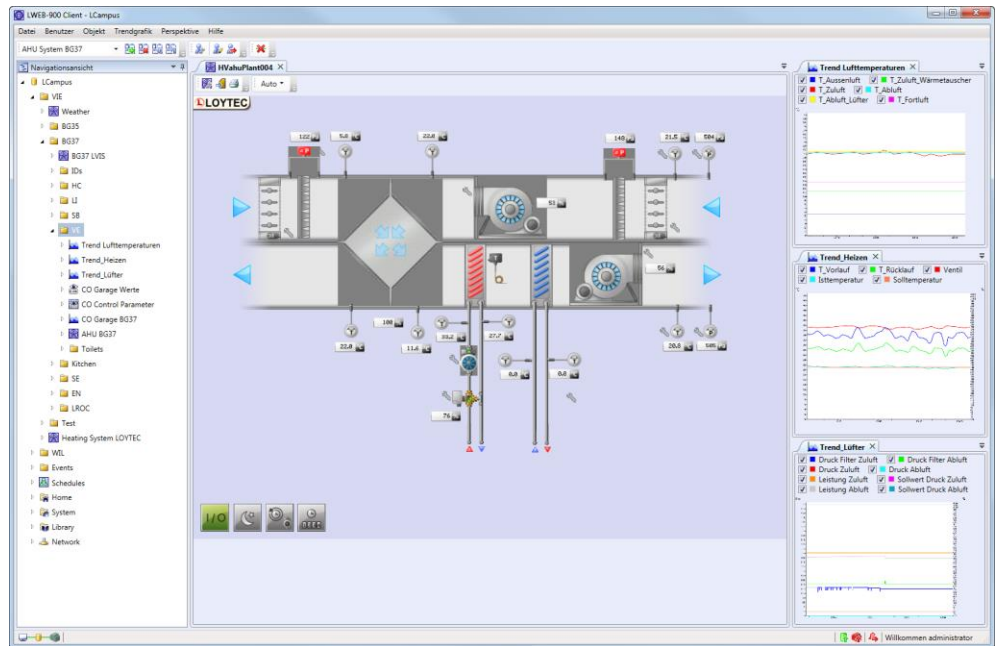 LWEB-900 Client - LCampus
Datei Benutzer Objekt Trendgrafik Perspektive Hilfe
AHU System BG37
Navigationsansicht
LCampus
VIE
Weather
BG35
BG37
BG37 LVIS
IDs
HC
LI
SB
VE
Trend Lufttemperaturen
Trend_Heizen
Trend_Lüfter
CO Garage Werte
CO Control Parameter
CO Garage BG37
AHU BG37
Toilets
Kitchen
SE
EN
LROC
Test
Heating System LOYTEC
WIL
Events
Schedules
Home
System
Library
Network
HVahuPlant004
Auto
LOYTEC
122 5.0 22.0 140 21.5 504
51
56
100
22.0 11.6 27.7 20.0 505
0.0 0.0
76
I/O
Trend Lufttemperaturen
T_Aussenluft T_Zuluft_Wärmetauscher
T_Zuluft T_Abluft
T_Abluft_Lüfter T_Fortluft
Trend_Heizen
T_Vorlauf T_Rücklauf Ventil
Isttemperatur Solltemperatur
Trend_Lüfter
Druck Filter Zuluft Druck Filter Abluft
Druck Zuluft Druck Abluft
Leistung Zuluft Sollwert Druck Zuluft
Leistung Abluft Sollwert Druck Abluft
Willkommen administrator